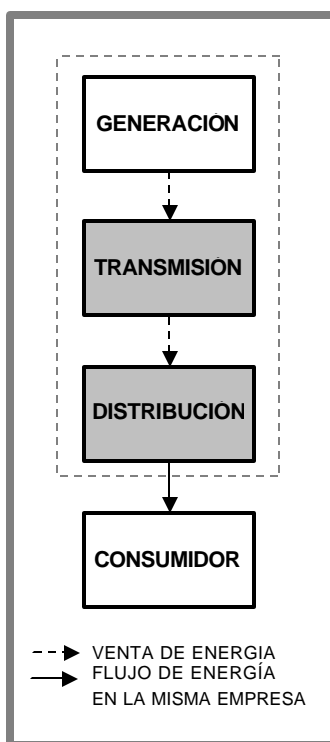 GENERACIÓN
TRANSMISIÓN
DISTRIBUCIÓN
CONSUMIDOR
VENTA DE ENERGIA
FLUJO DE ENERGÍA
EN LA MISMA EMPRESA